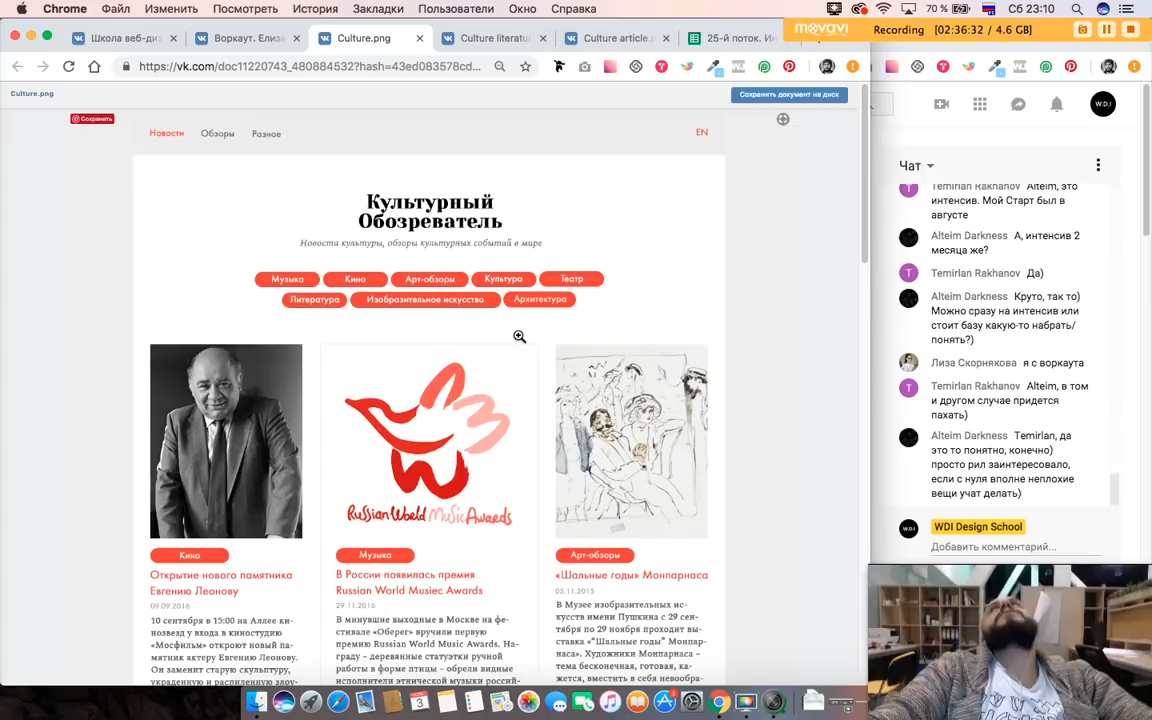 Chrome Файл Изменить Посмотреть История Закладки Пользователи Окно Справка
70 % Сб 23:10
movavi Recording 02:36:32 / 4.6 GB
Школа веб-диз
Воркаут. Елиза
Culture.png
Culture literatu
Culture article.p
25-й поток. Ин
https://vk.com/doc11220743_480884532?hash=43ed083578cd...
Culture.png
Сохранить документ на диск
Сохранить
Новости Обзоры Разное EN
Культурный
Обозреватель
Новости культуры, обзоры культурных событий в мире
Музыка Кино Арт-обзоры Культура Театр
Литература Изобразительное искусство Архитектура
Russian World Music Awards
Кино
Открытие нового памятника
Евгению Леонову
09.09.2016
10 сентября в 15:00 на Аллее ки-
нозвезд у входа в киностудию
«Мосфильм» откроют новый па-
мятник актеру Евгению Леонову.
Он заменит старую скульптуру,
украденную и распиленную злоу-
Музыка
В России появилась премия
Russian World Musiec Awards
29.11.2016
В минувшие выходные в Москве на фе-
стивале «Оберег» вручили первую
премию Russian World Music Awards. На-
граду – деревянные статуэтки ручной
работы в форме птицы – обрели видные
исполнители этнической музыки россий-
Арт-обзоры
«Шальные годы» Монпарнаса
05.11.2015
В Музее изобразительных ис-
кусств имени Пушкина с 29 сен-
тября по 29 ноября проходит вы-
ставка «“Шальные годы” Монпар-
наса». Художники Монпарнаса –
тема бесконечная, готовая, ка-
жется, вместить в себя невообра-
W.D.I
Чат
Temirlan Rakhanov Alteim, это
интенсив. Мой Старт был в
августе
Alteim Darkness А, интенсив 2
месяца же?
Temirlan Rakhanov Да)
Alteim Darkness Круто, так то)
Можно сразу на интенсив или
стоит базу какую-то набрать/
понять?)
Лиза Скорнякова я с воркаута
Temirlan Rakhanov Alteim, в том
и другом случае придется
пахать)
Alteim Darkness Темирлан, да
это то понятно, конечно)
просто рил заинтересовало,
если с нуля вполне неплохие
вещи учат делать)
WDI Design School
Добавить комментарий...